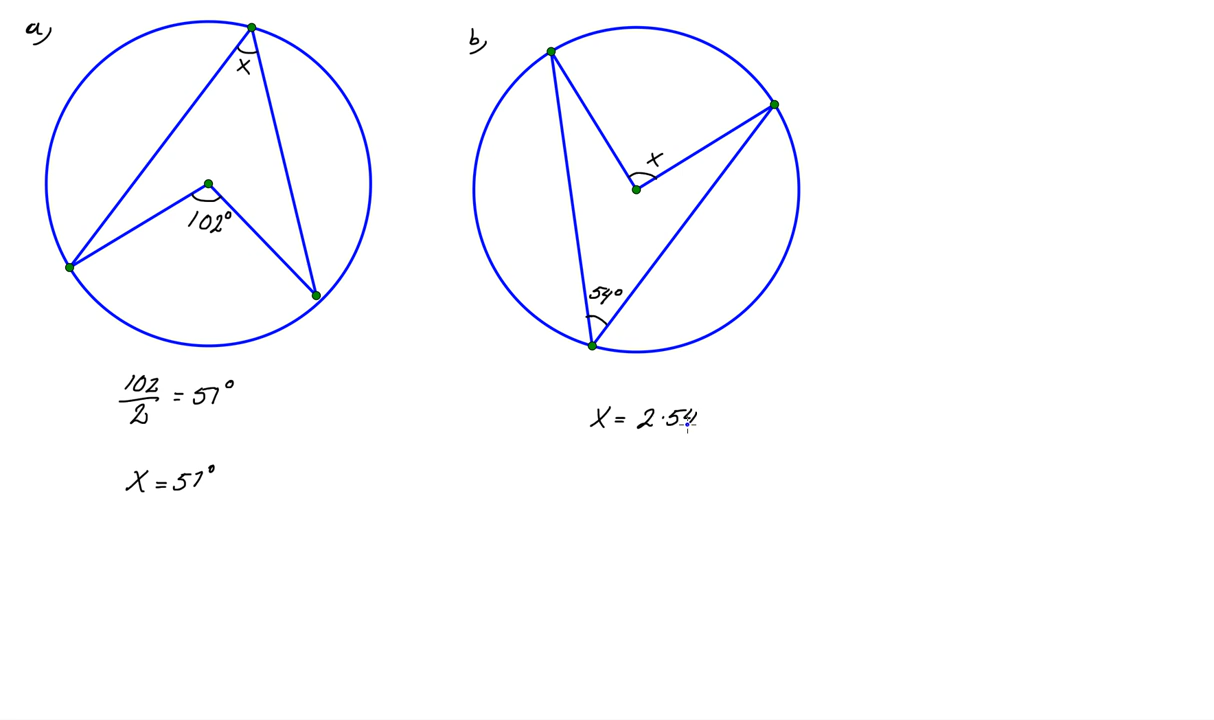 a)
x
102°
102/2 = 51°
X = 51°
b)
x
54°
X = 2·54